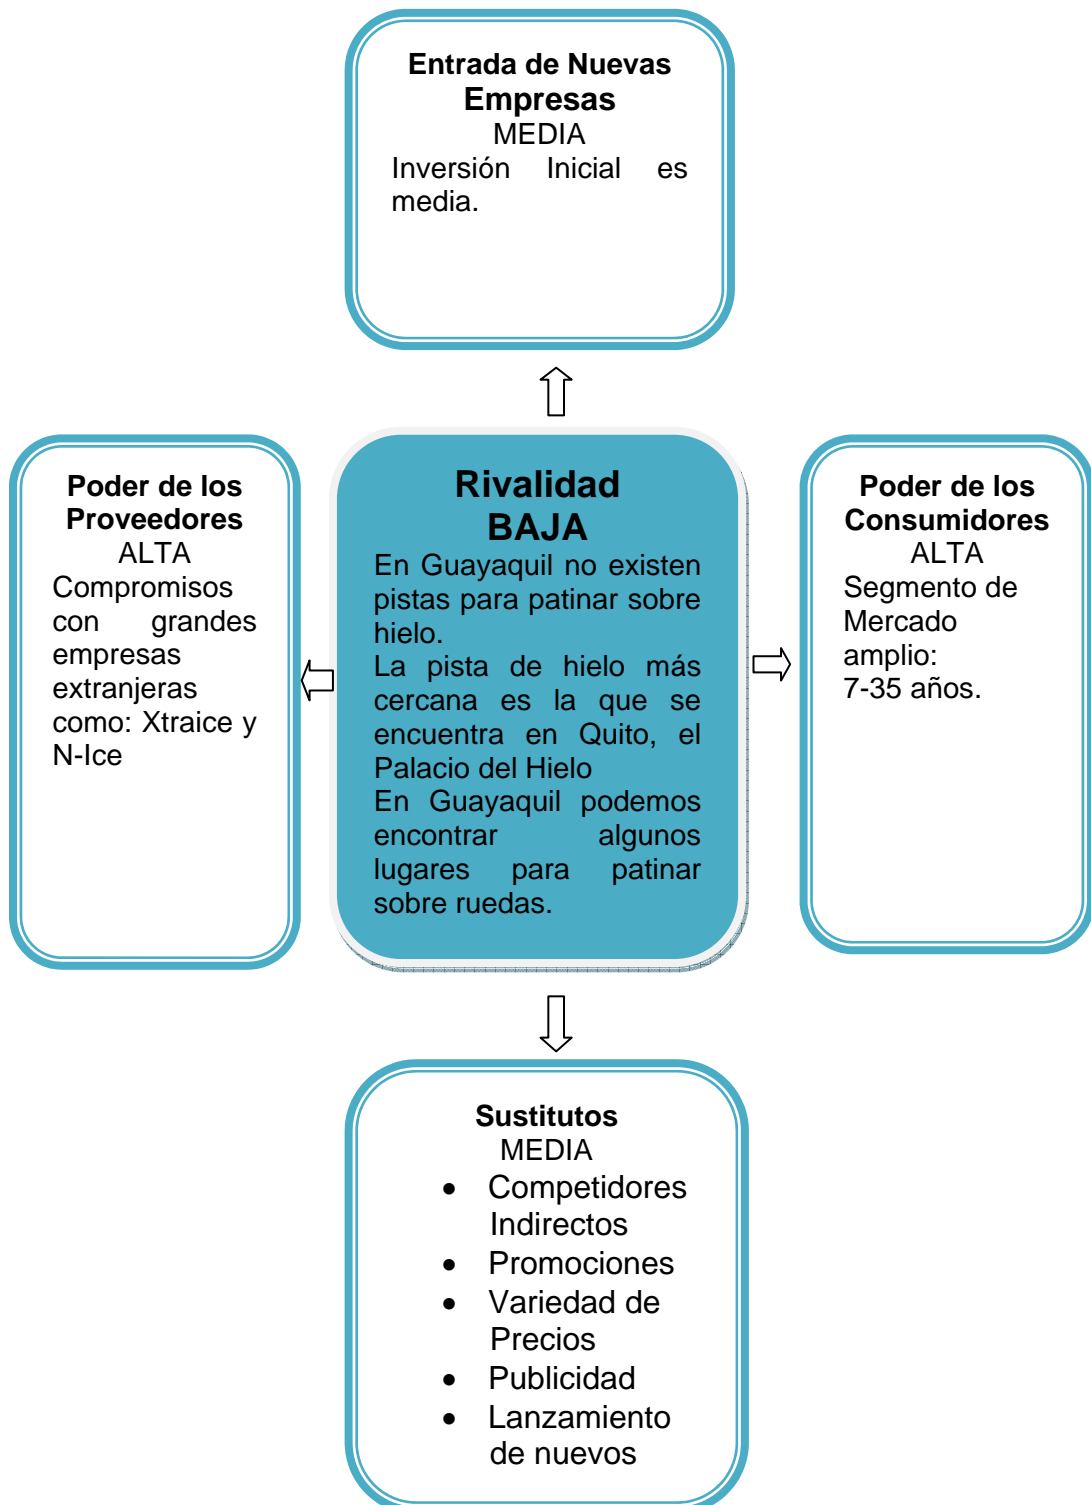 Entrada de Nuevas
Empresas
MEDIA
Inversión Inicial es
media.
Poder de los
Proveedores
ALTA
Compromisos
con grandes
empresas
extranjeras
como: Xtraice y
N-Ice
Rivalidad
BAJA
En Guayaquil no existen
pistas para patinar sobre
hielo.
La pista de hielo más
cercana es la que se
encuentra en Quito, el
Palacio del Hielo
En Guayaquil podemos
encontrar algunos
lugares para patinar
sobre ruedas.
Poder de los
Consumidores
ALTA
Segmento de
Mercado
amplio:
7-35 años.
Sustitutos
MEDIA
• Competidores
Indirectos
• Promociones
• Variedad de
Precios
• Publicidad
• Lanzamiento
de nuevos